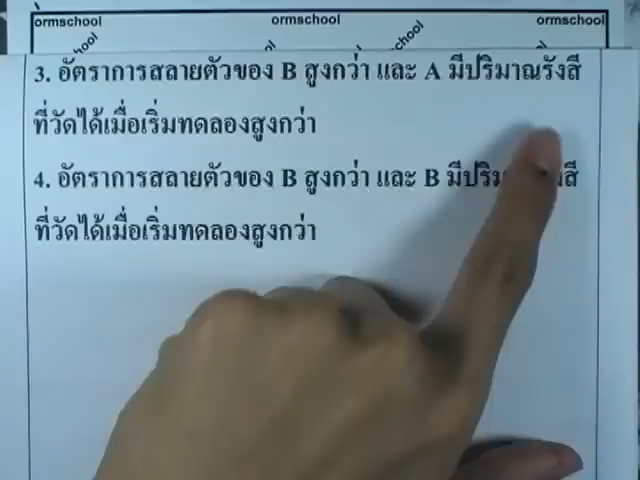 ormschool ormschool ormschool
hool
3. อัตราการสลายตัวของ B สูงกว่า และ A มีปริมาณรังสี
ที่วัดได้เมื่อเริ่มทดลองสูงกว่า
4. อัตราการสลายตัวของ B สูงกว่า และ B
ที่วัดได้เมื่อเริ่มทดลองสูงกว่า